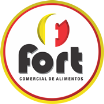 fort
COMERCIAL DE ALIMENTOS